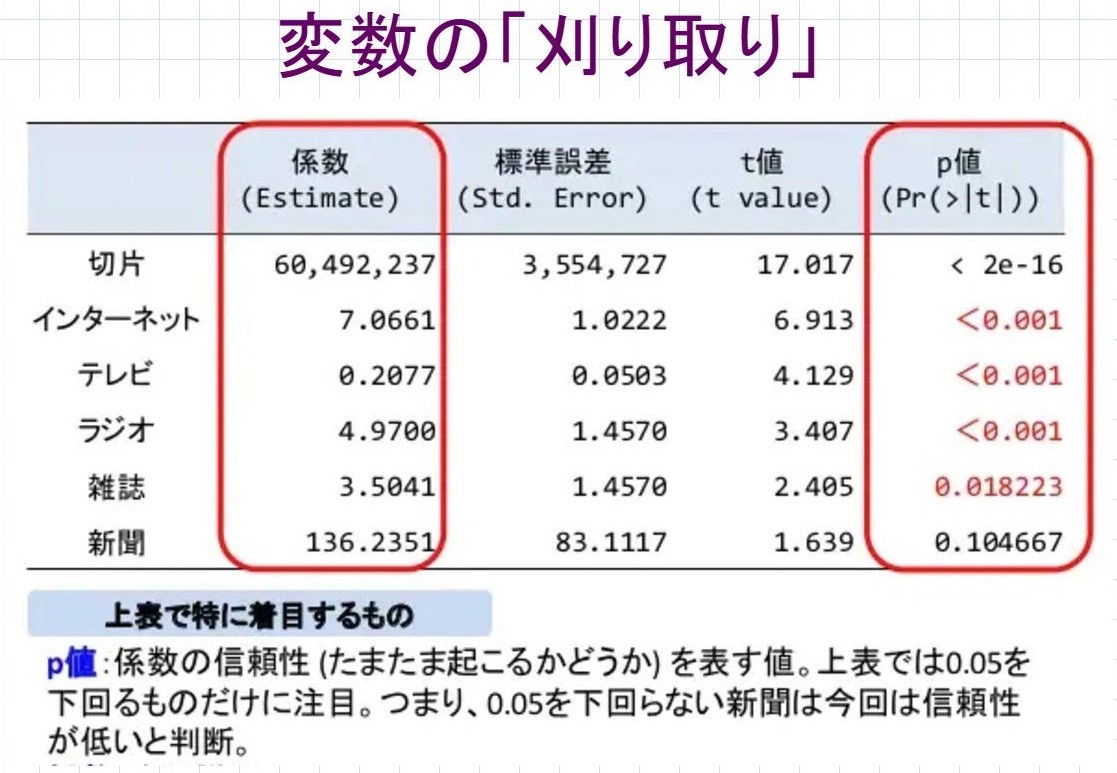 変数の「刈り取り」
係数 標準誤差 t値 p値
(Estimate) (Std. Error) (t value) (Pr(>|t|))
切片 60,492,237 3,554,727 17.017 < 2e-16
インターネット 7.0661 1.0222 6.913 ＜0.001
テレビ 0.2077 0.0503 4.129 ＜0.001
ラジオ 4.9700 1.4570 3.407 ＜0.001
雑誌 3.5041 1.4570 2.405 0.018223
新聞 136.2351 83.1117 1.639 0.104667
上表で特に着目するもの
p値：係数の信頼性 (たまたま起こるかどうか) を表す値。上表では0.05を
下回るものだけに注目。つまり、0.05を下回らない新聞は今回は信頼性
が低いと判断。